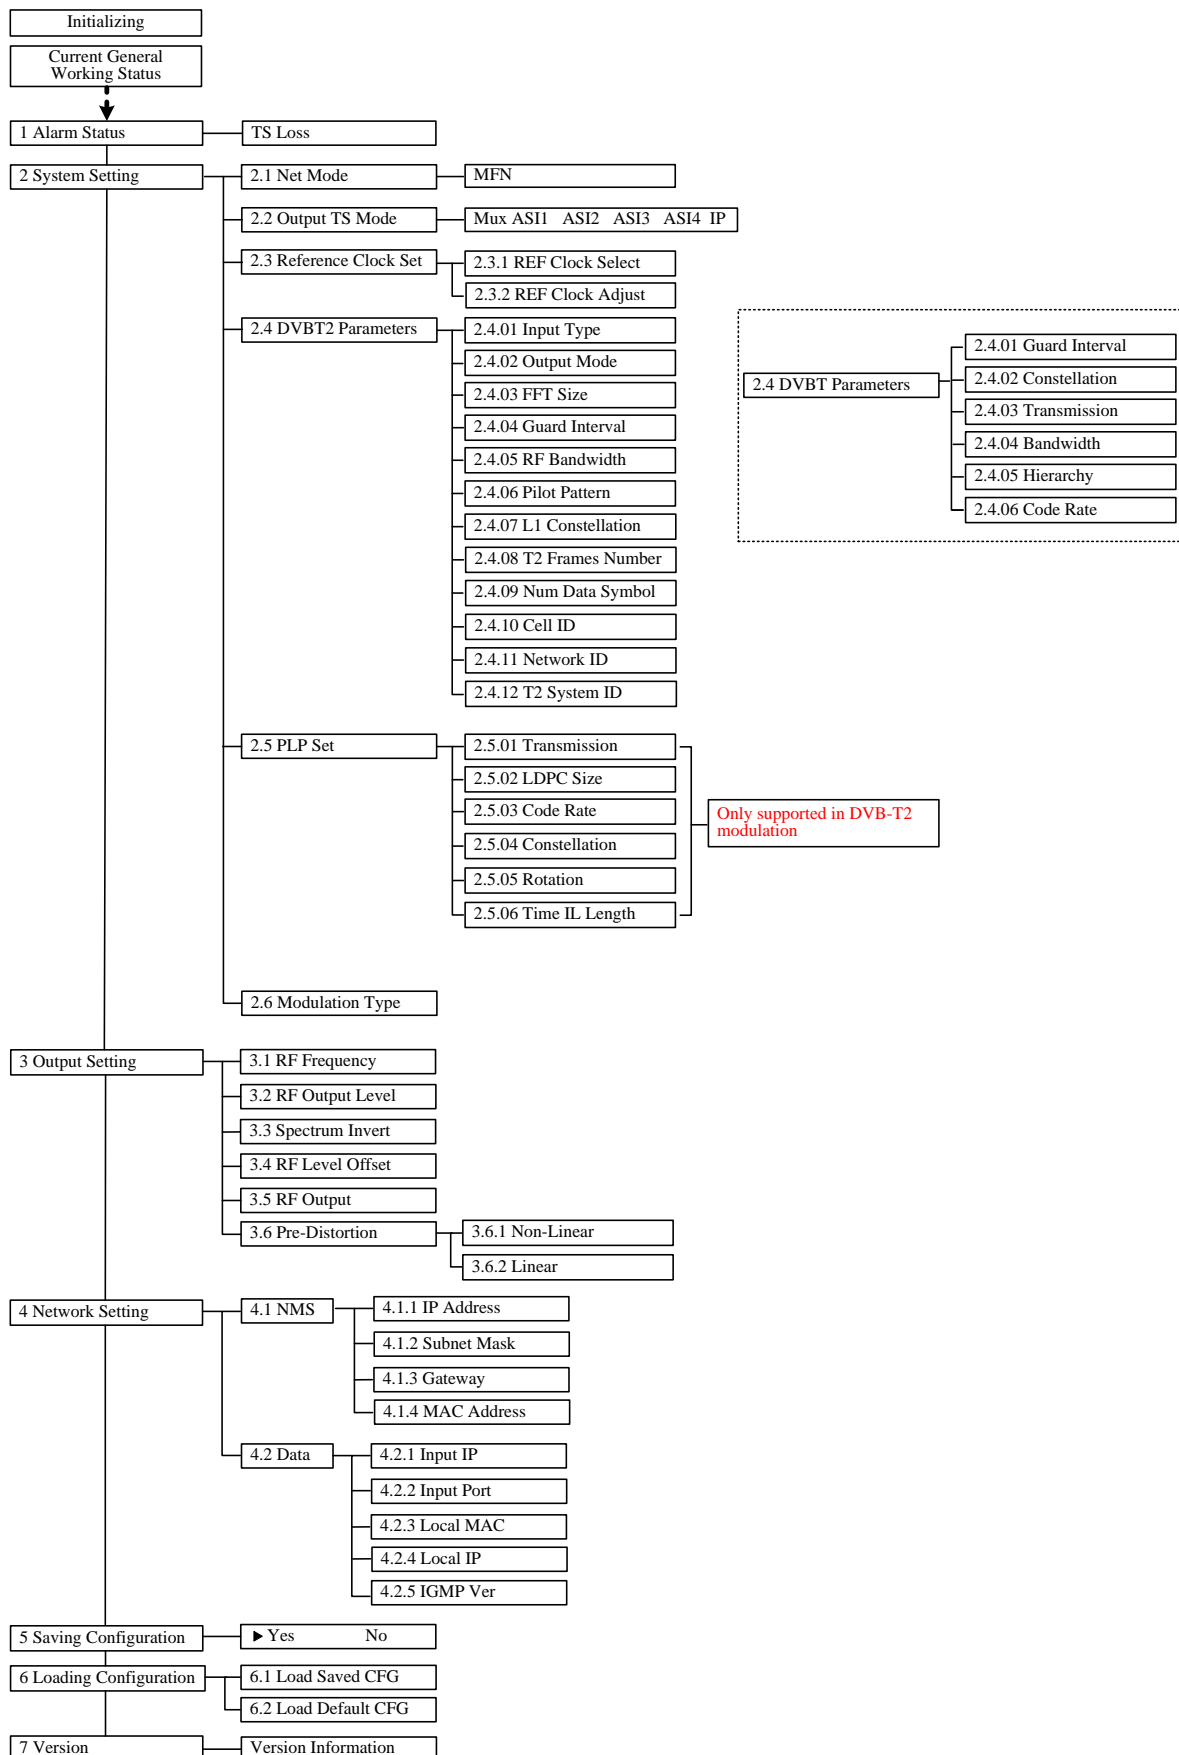 Initializing
Current General
Working Status
1 Alarm Status
TS Loss
2 System Setting
2.1 Net Mode
MFN
2.2 Output TS Mode
Mux ASI1 ASI2 ASI3 ASI4 IP
2.3 Reference Clock Set
2.3.1 REF Clock Select
2.3.2 REF Clock Adjust
2.4 DVBT2 Parameters
2.4.01 Input Type
2.4.02 Output Mode
2.4.03 FFT Size
2.4.04 Guard Interval
2.4.05 RF Bandwidth
2.4.06 Pilot Pattern
2.4.07 L1 Constellation
2.4.08 T2 Frames Number
2.4.09 Num Data Symbol
2.4.10 Cell ID
2.4.11 Network ID
2.4.12 T2 System ID
2.4 DVBT Parameters
2.4.01 Guard Interval
2.4.02 Constellation
2.4.03 Transmission
2.4.04 Bandwidth
2.4.05 Hierarchy
2.4.06 Code Rate
2.5 PLP Set
2.5.01 Transmission
2.5.02 LDPC Size
2.5.03 Code Rate
2.5.04 Constellation
2.5.05 Rotation
2.5.06 Time IL Length
Only supported in DVB-T2
modulation
2.6 Modulation Type
3 Output Setting
3.1 RF Frequency
3.2 RF Output Level
3.3 Spectrum Invert
3.4 RF Level Offset
3.5 RF Output
3.6 Pre-Distortion
3.6.1 Non-Linear
3.6.2 Linear
4 Network Setting
4.1 NMS
4.1.1 IP Address
4.1.2 Subnet Mask
4.1.3 Gateway
4.1.4 MAC Address
4.2 Data
4.2.1 Input IP
4.2.2 Input Port
4.2.3 Local MAC
4.2.4 Local IP
4.2.5 IGMP Ver
5 Saving Configuration
►Yes No
6 Loading Configuration
6.1 Load Saved CFG
6.2 Load Default CFG
7 Version
Version Information